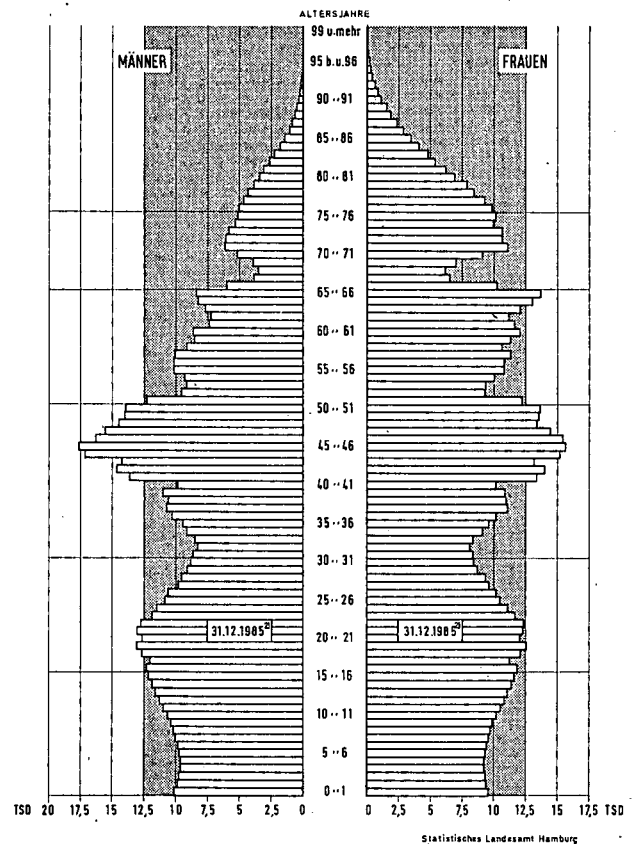 ALTERSJAHRE
99 u.mehr
MÄNNER 95 b.u.96 FRAUEN
90 ,, 91
85 ,, 86
80 ,, 81
75 ,, 76
70 ,, 71
65 ,, 66
60 ,, 61
55 ,, 56
50 ,, 51
45 ,, 46
40 ,, 41
35 ,, 36
30 ,, 31
25 ,, 26
31.12.1985²⁾ 20 ,, 21 31.12.1985²⁾
15 ,, 16
10 ,, 11
5 ,, 6
0 ,, 1
TSD 20 17,5 15 12,5 10 7,5 5 2,5 0 0 2,5 5 7,5 10 12,5 15 17,5 TSD
Statistisches Landesamt Hamburg